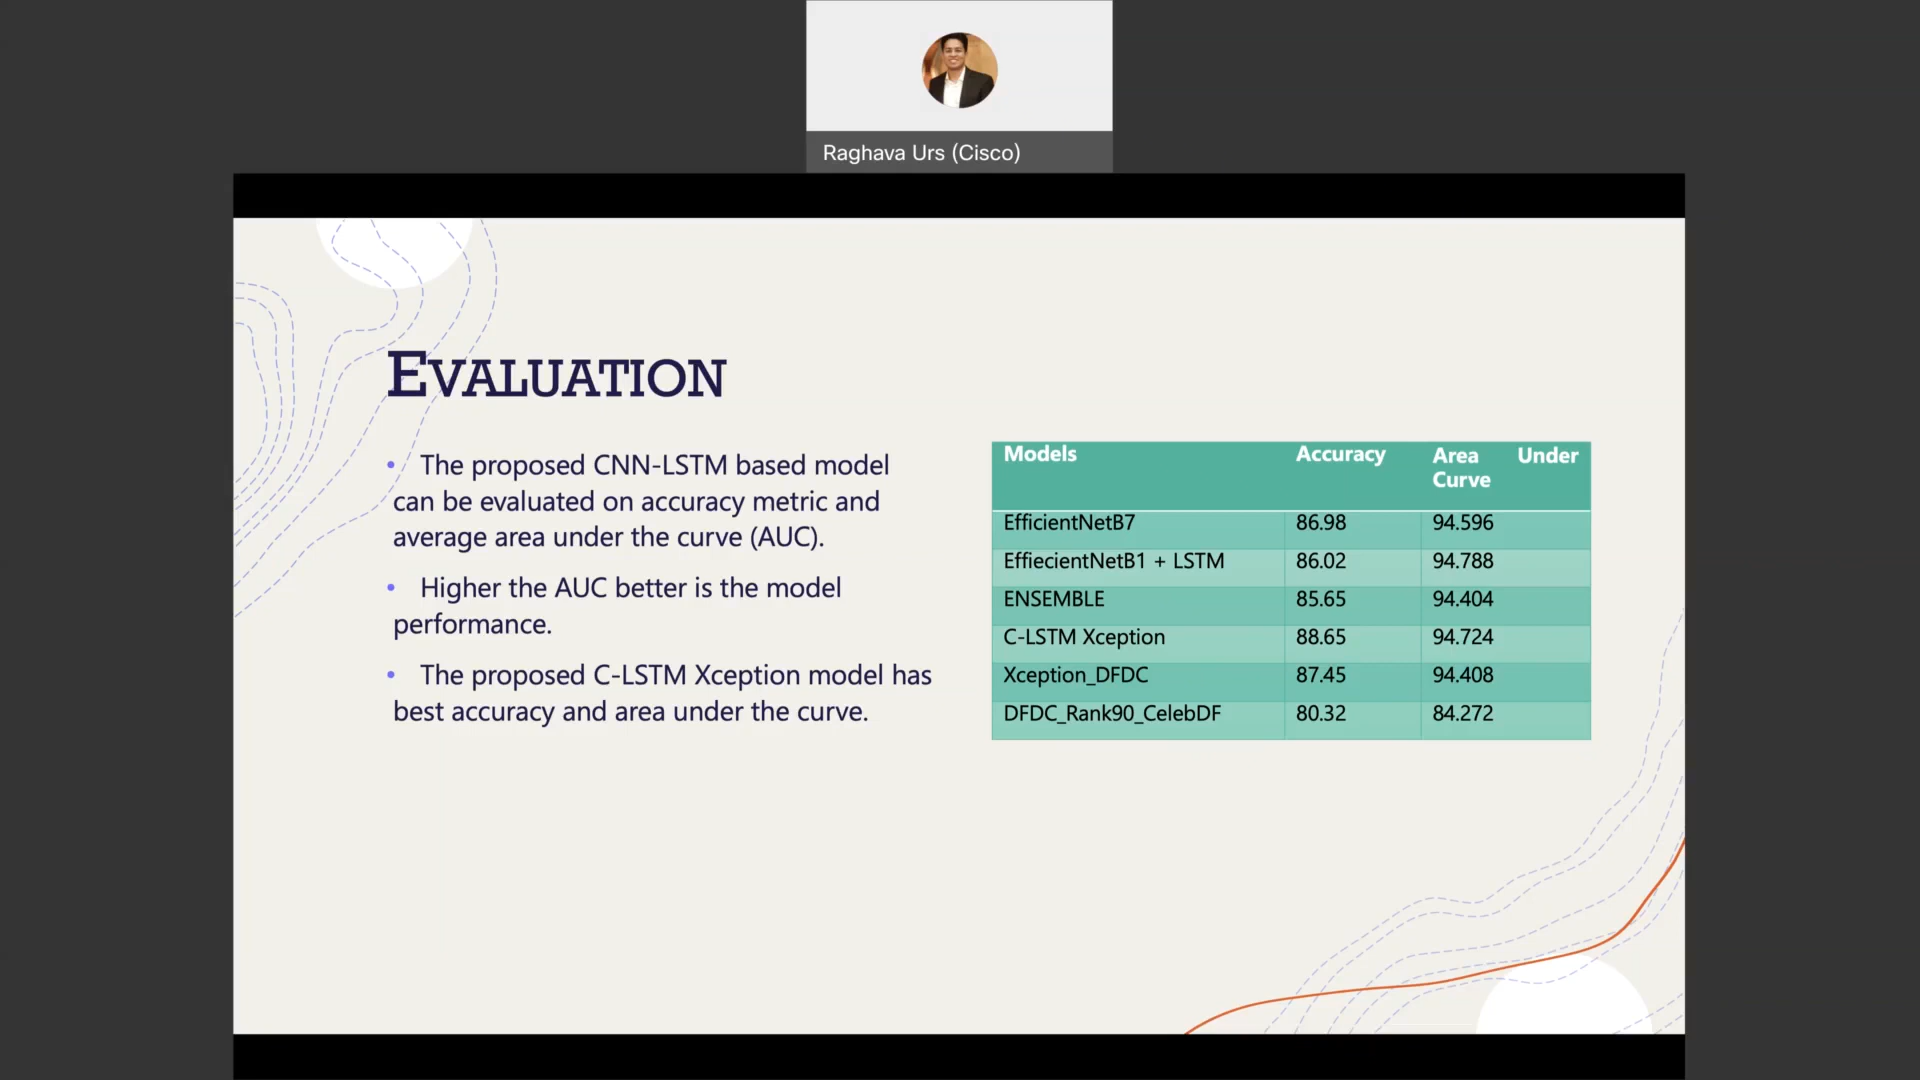 Raghava Urs (Cisco)
EVALUATION
• The proposed CNN-LSTM based model
can be evaluated on accuracy metric and
average area under the curve (AUC).
• Higher the AUC better is the model
performance.
• The proposed C-LSTM Xception model has
best accuracy and area under the curve.
Models Accuracy Area Under
Curve
EfficientNetB7 86.98 94.596
EffiecientNetB1 + LSTM 86.02 94.788
ENSEMBLE 85.65 94.404
C-LSTM Xception 88.65 94.724
Xception_DFDC 87.45 94.408
DFDC_Rank90_CelebDF 80.32 84.272